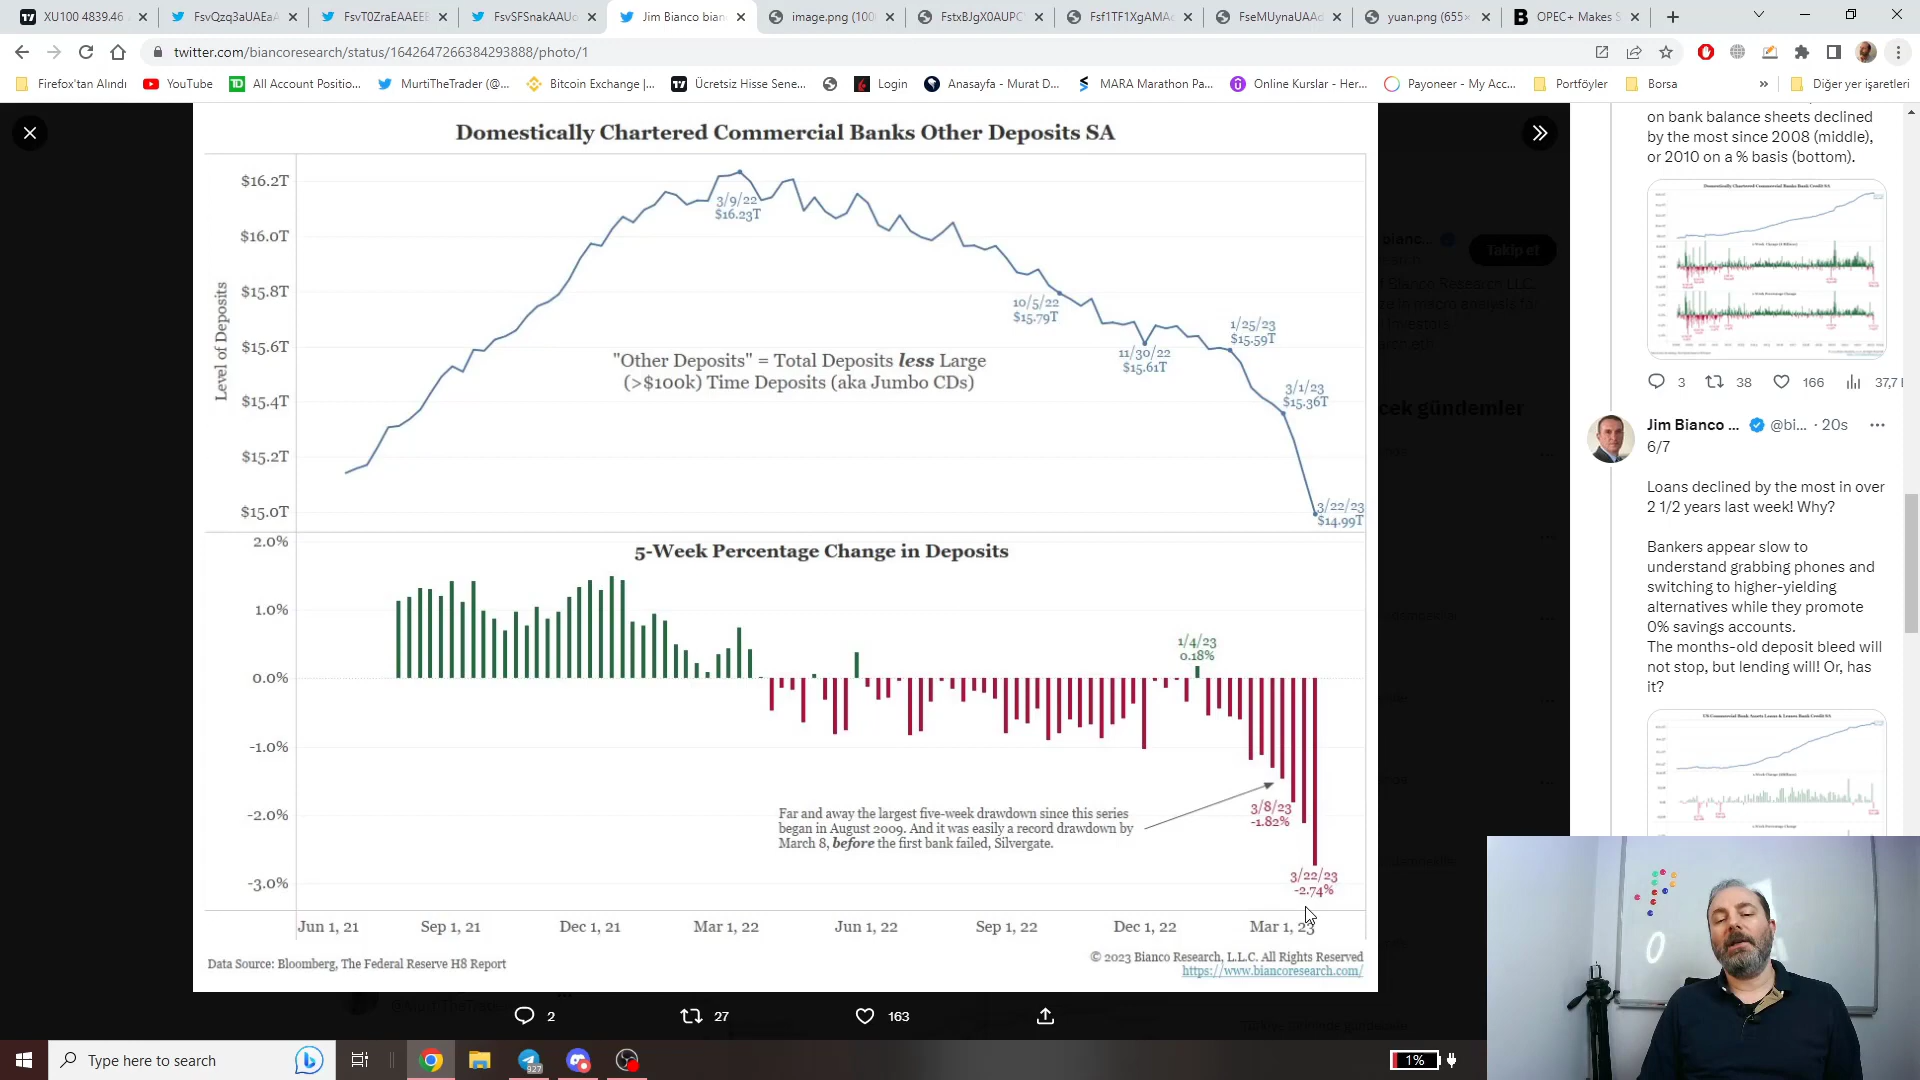 XU100 4839.46
FsvQzq3aUAEaA
FsvT0ZraEAAEEE
FsvSFSnakAAUo
Jim Bianco bian
image.png (100
FstxBJgX0AUPC
Fsf1TF1XgAMA
FseMUynaUAA
yuan.png (655×
OPEC+ Makes S
twitter.com/biancoresearch/status/1642647266384293888/photo/1
Firefox'tan Alındı
YouTube
All Account Positio...
MurtiTheTrader (@...
Bitcoin Exchange |...
Ücretsiz Hisse Sene...
Login
Anasayfa - Murat D...
MARA Marathon Pa...
Online Kurslar - Her...
Payoneer - My Acc...
Portföyler
Borsa
»
Diğer yer işaretleri
Domestically Chartered Commercial Banks Other Deposits SA
Level of Deposits
$16.2T
$16.0T
$15.8T
$15.6T
$15.4T
$15.2T
$15.0T
3/9/22
$16.23T
10/5/22
$15.79T
11/30/22
$15.61T
1/25/23
$15.59T
3/1/23
$15.36T
3/22/23
$14.99T
"Other Deposits" = Total Deposits less Large
(>$100k) Time Deposits (aka Jumbo CDs)
5-Week Percentage Change in Deposits
2.0%
1.0%
0.0%
-1.0%
-2.0%
-3.0%
1/4/23
0.18%
3/8/23
-1.82%
3/22/23
-2.74%
Far and away the largest five-week drawdown since this series
began in August 2009. And it was easily a record drawdown by
March 8, before the first bank failed, Silvergate.
Jun 1, 21
Sep 1, 21
Dec 1, 21
Mar 1, 22
Jun 1, 22
Sep 1, 22
Dec 1, 22
Mar 1, 23
Data Source: Bloomberg, The Federal Reserve H8 Report
© 2023 Bianco Research, L.L.C. All Rights Reserved
https://www.biancoresearch.com/
2
27
163
Takip et
on bank balance sheets declined
by the most since 2008 (middle),
or 2010 on a % basis (bottom).
3
38
166
37,7
Jim Bianco ... @bi... · 20s
6/7
Loans declined by the most in over
2 1/2 years last week! Why?
Bankers appear slow to
understand grabbing phones and
switching to higher-yielding
alternatives while they promote
0% savings accounts.
The months-old deposit bleed will
not stop, but lending will! Or, has
it?
Type here to search
927
1%